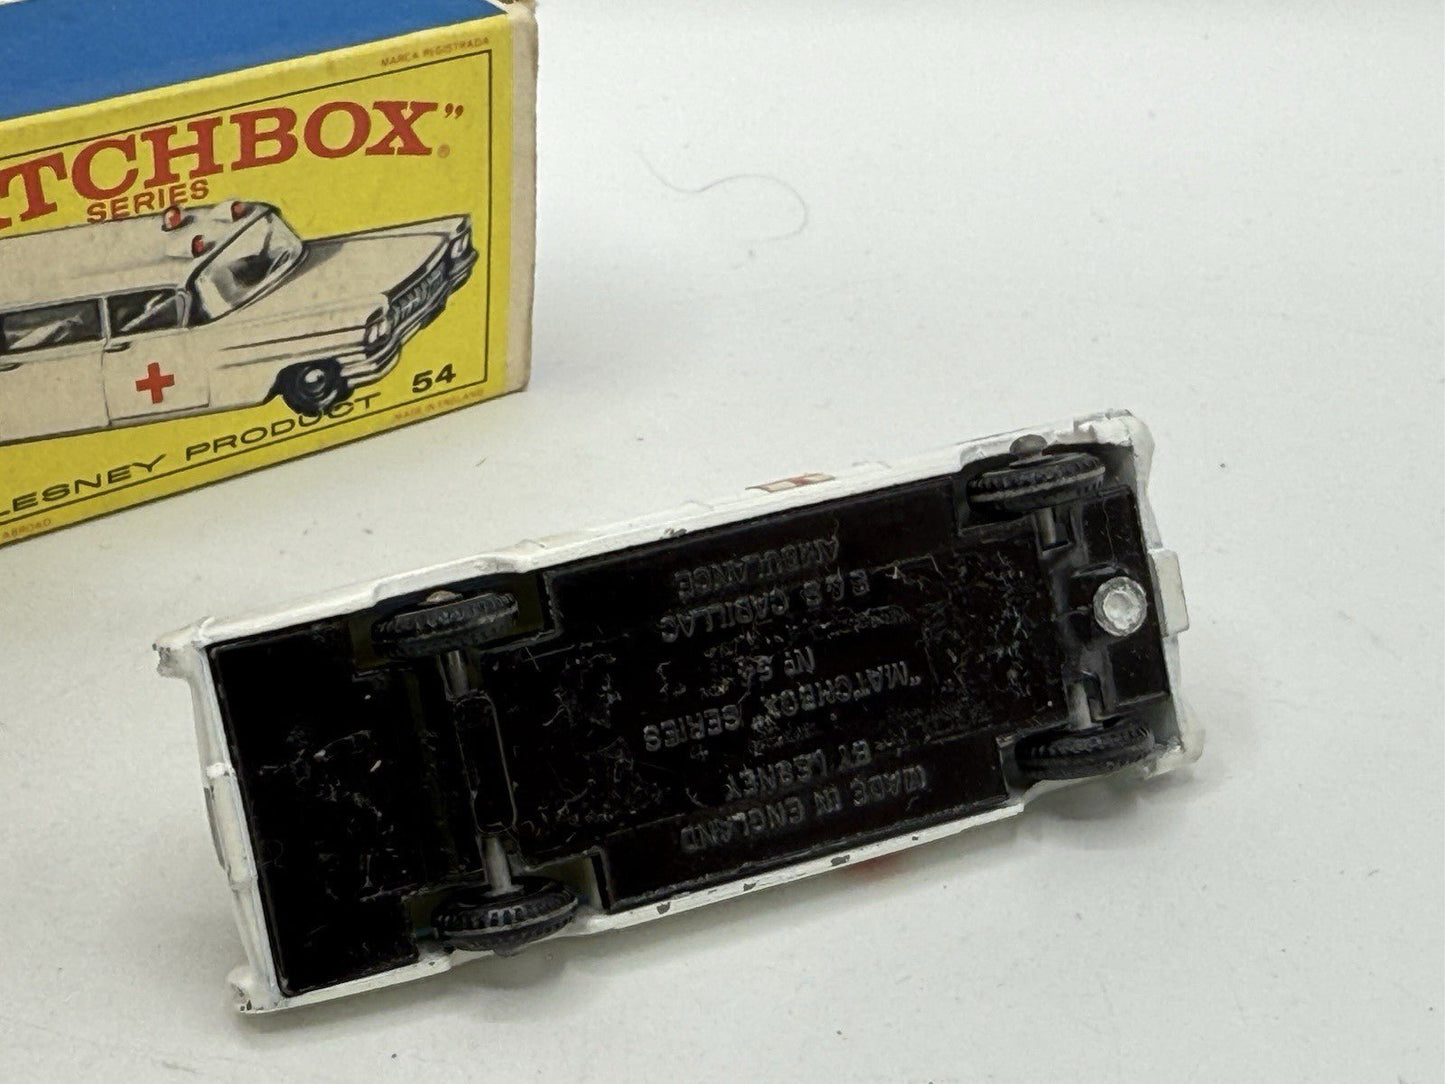 MARCA REGISTRADA
TCHBOX"
SERIES
54
LESNEY PRODUCT
MADE IN ENGLAND
ABROAD
S & S CADILLAC
AMBULANCE
Nº 54
"MATCHBOX SERIES
BY LESNEY
MADE IN ENGLAND